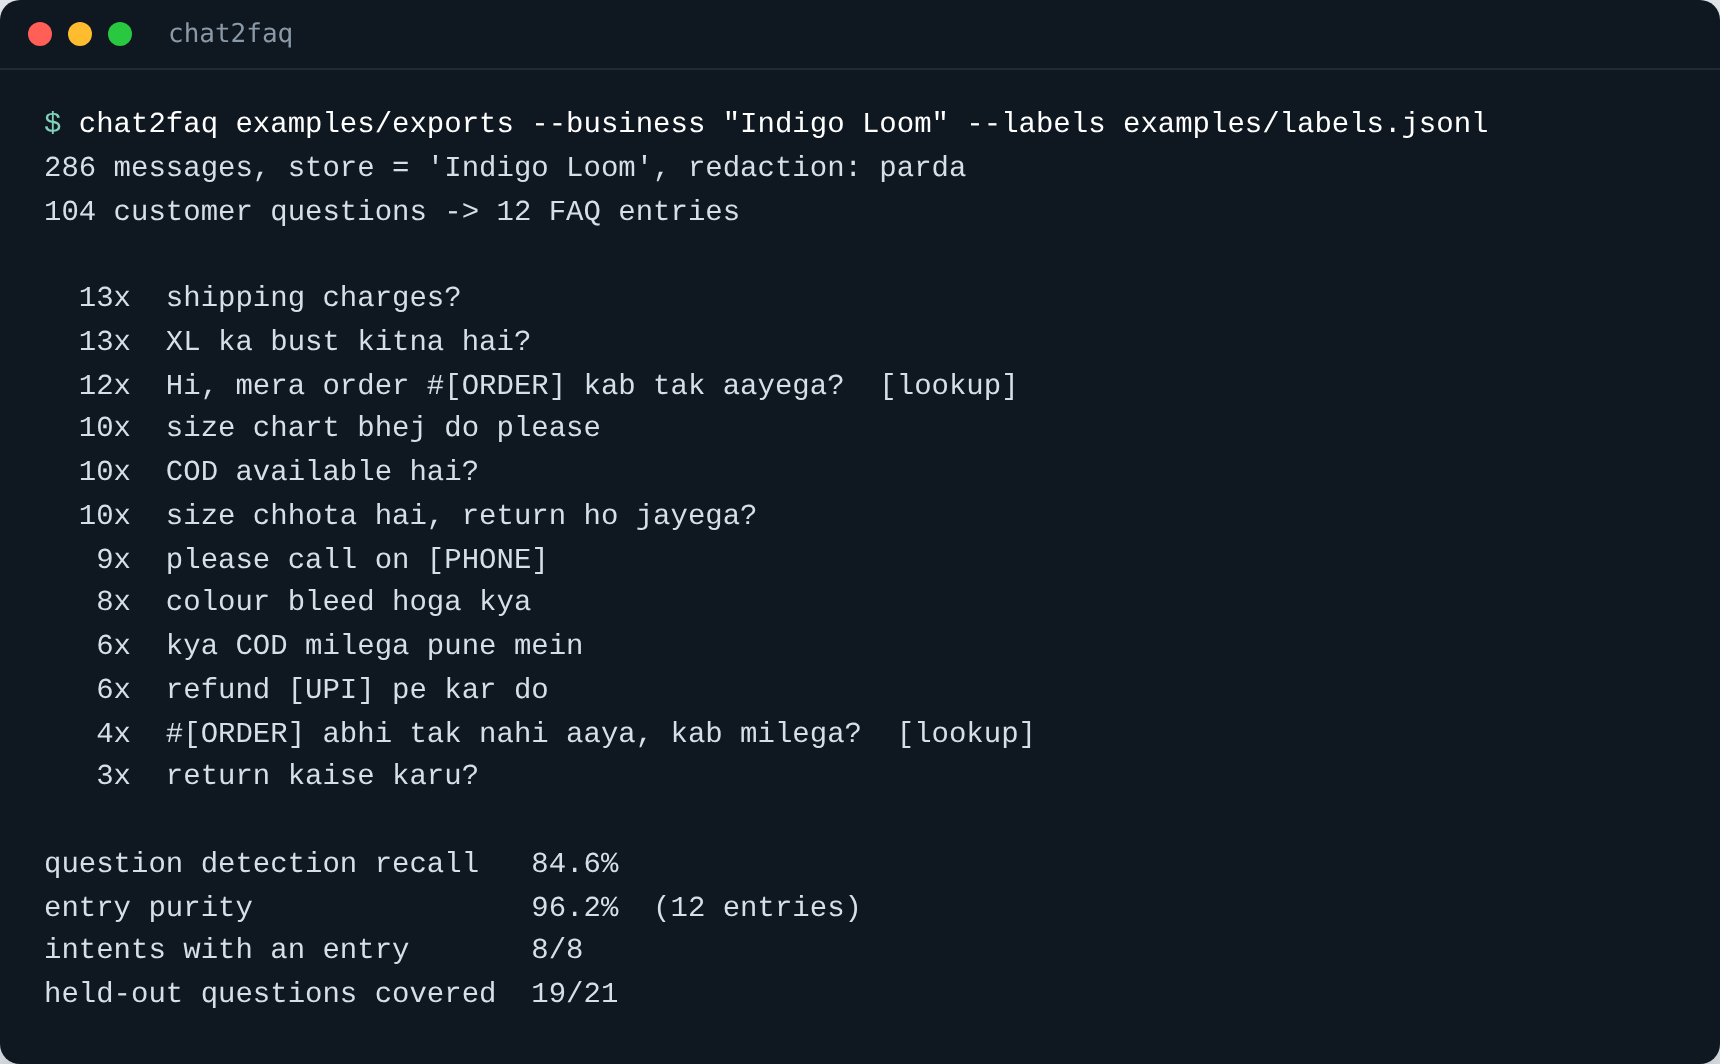 chat2faq
$ chat2faq examples/exports --business "Indigo Loom" --labels examples/labels.jsonl
286 messages, store = 'Indigo Loom', redaction: parda
104 customer questions -> 12 FAQ entries
13x  shipping charges?
13x  XL ka bust kitna hai?
12x  Hi, mera order #[ORDER] kab tak aayega?  [lookup]
10x  size chart bhej do please
10x  COD available hai?
10x  size chhota hai, return ho jayega?
9x  please call on [PHONE]
8x  colour bleed hoga kya
6x  kya COD milega pune mein
6x  refund [UPI] pe kar do
4x  #[ORDER] abhi tak nahi aaya, kab milega?  [lookup]
3x  return kaise karu?
question detection recall   84.6%
entry purity                96.2%  (12 entries)
intents with an entry       8/8
held-out questions covered  19/21